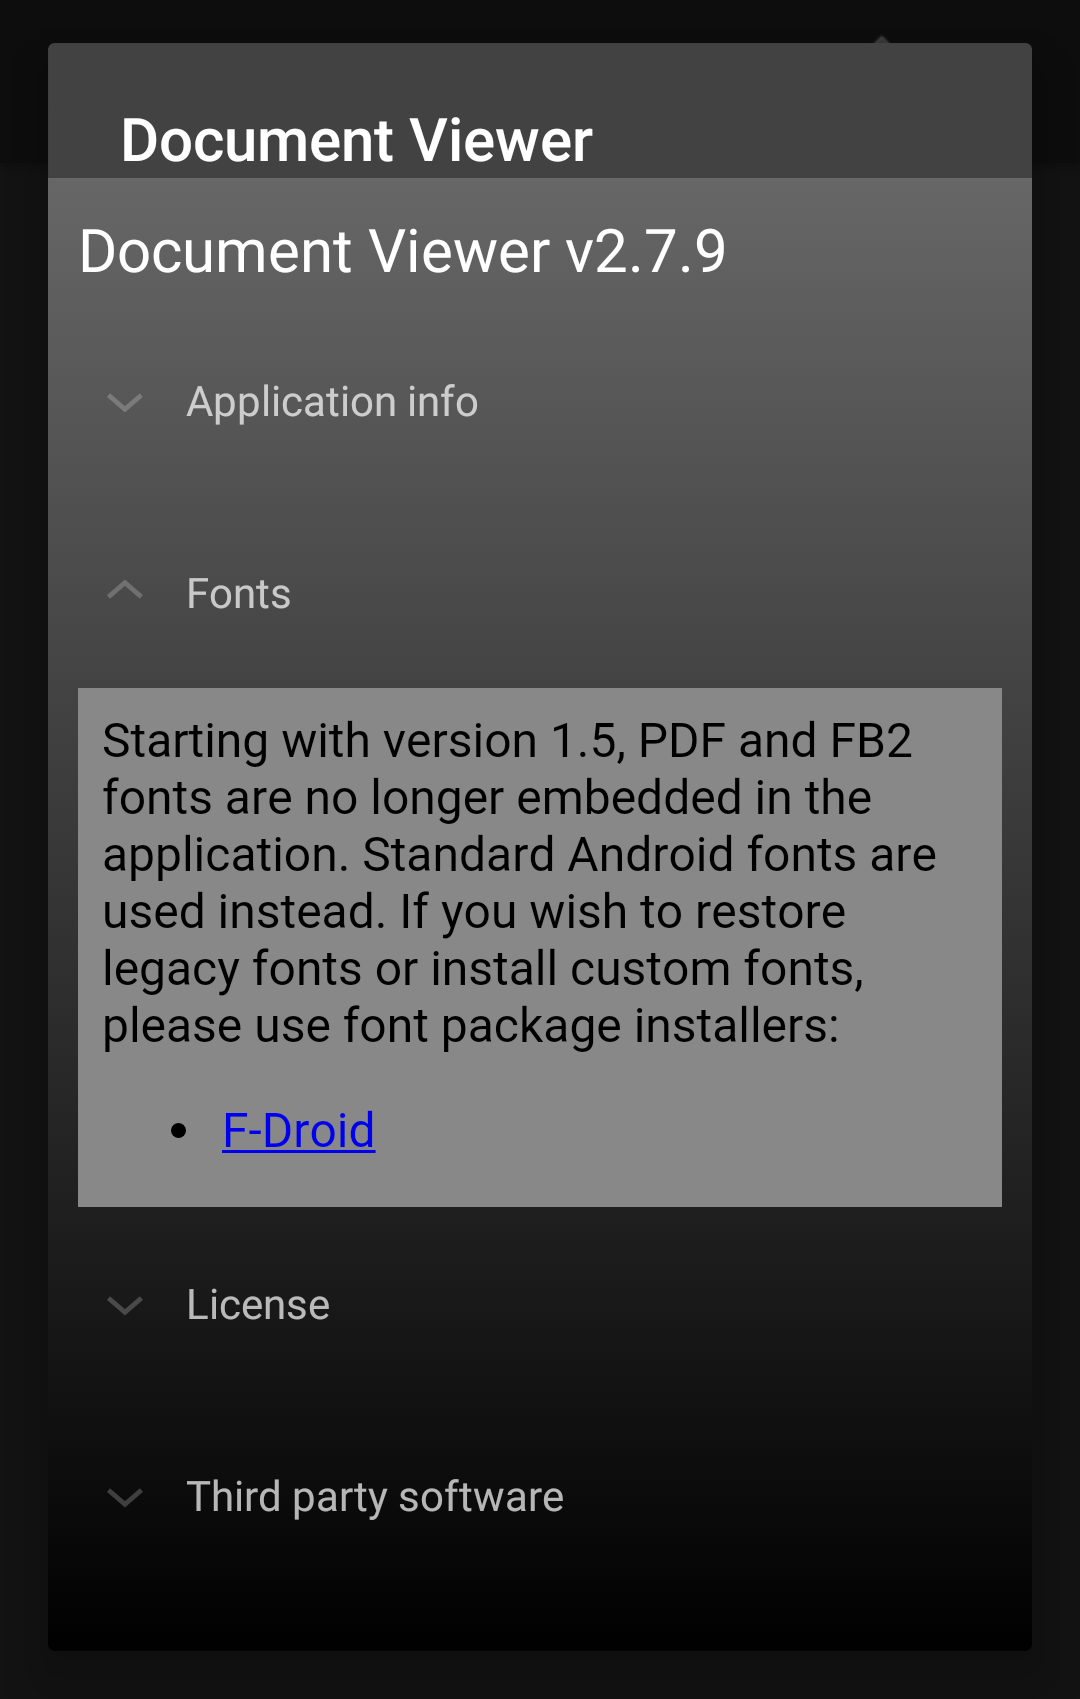 Document Viewer
Document Viewer v2.7.9
Application info
Fonts
Starting with version 1.5, PDF and FB2
fonts are no longer embedded in the
application. Standard Android fonts are
used instead. If you wish to restore
legacy fonts or install custom fonts,
please use font package installers:
• F-Droid
License
Third party software